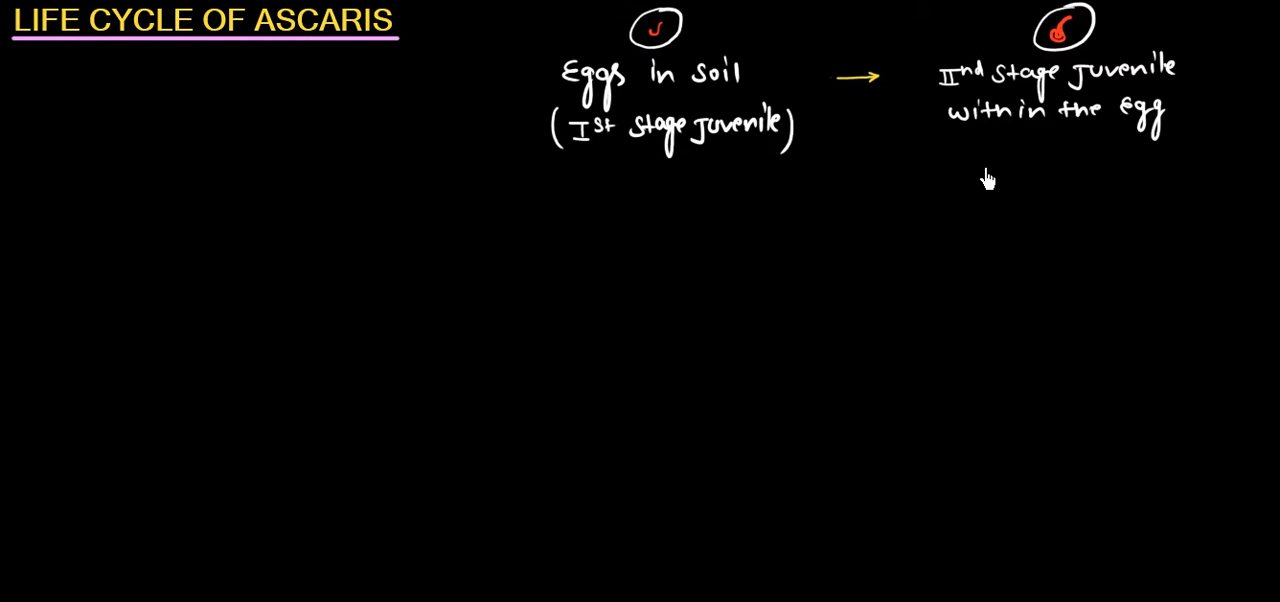 LIFE CYCLE OF ASCARIS
Eggs in soil
(Ist stage Juvenile)
→
IInd stage Juvenile
within the Egg